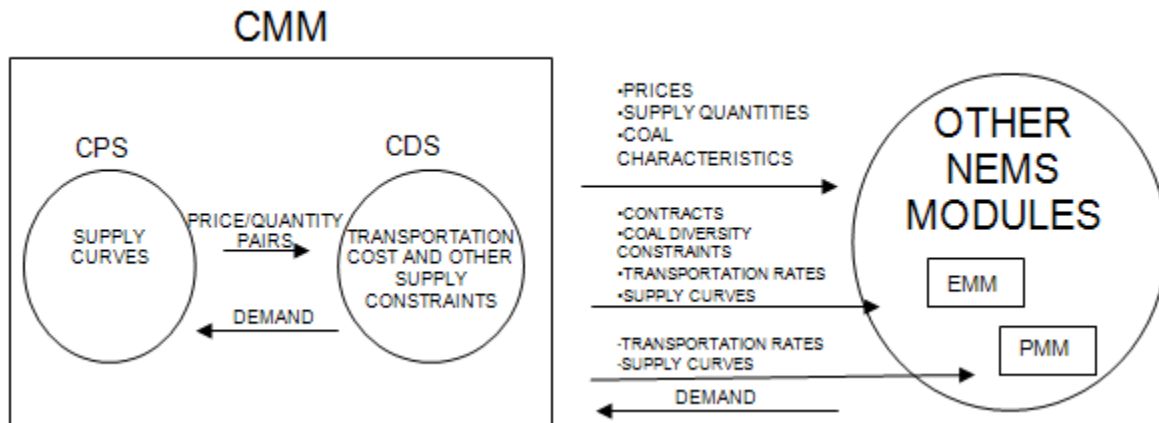 CMM
CPS
SUPPLY
CURVES
PRICE/QUANTITY
PAIRS
DEMAND
CDS
TRANSPORTATION
COST AND OTHER
SUPPLY
CONSTRAINTS
•PRICES
•SUPPLY QUANTITIES
•COAL
CHARACTERISTICS
•CONTRACTS
•COAL DIVERSITY
CONSTRAINTS
•TRANSPORTATION RATES
•SUPPLY CURVES
-TRANSPORTATION RATES
-SUPPLY CURVES
DEMAND
OTHER
NEMS
MODULES
EMM
PMM